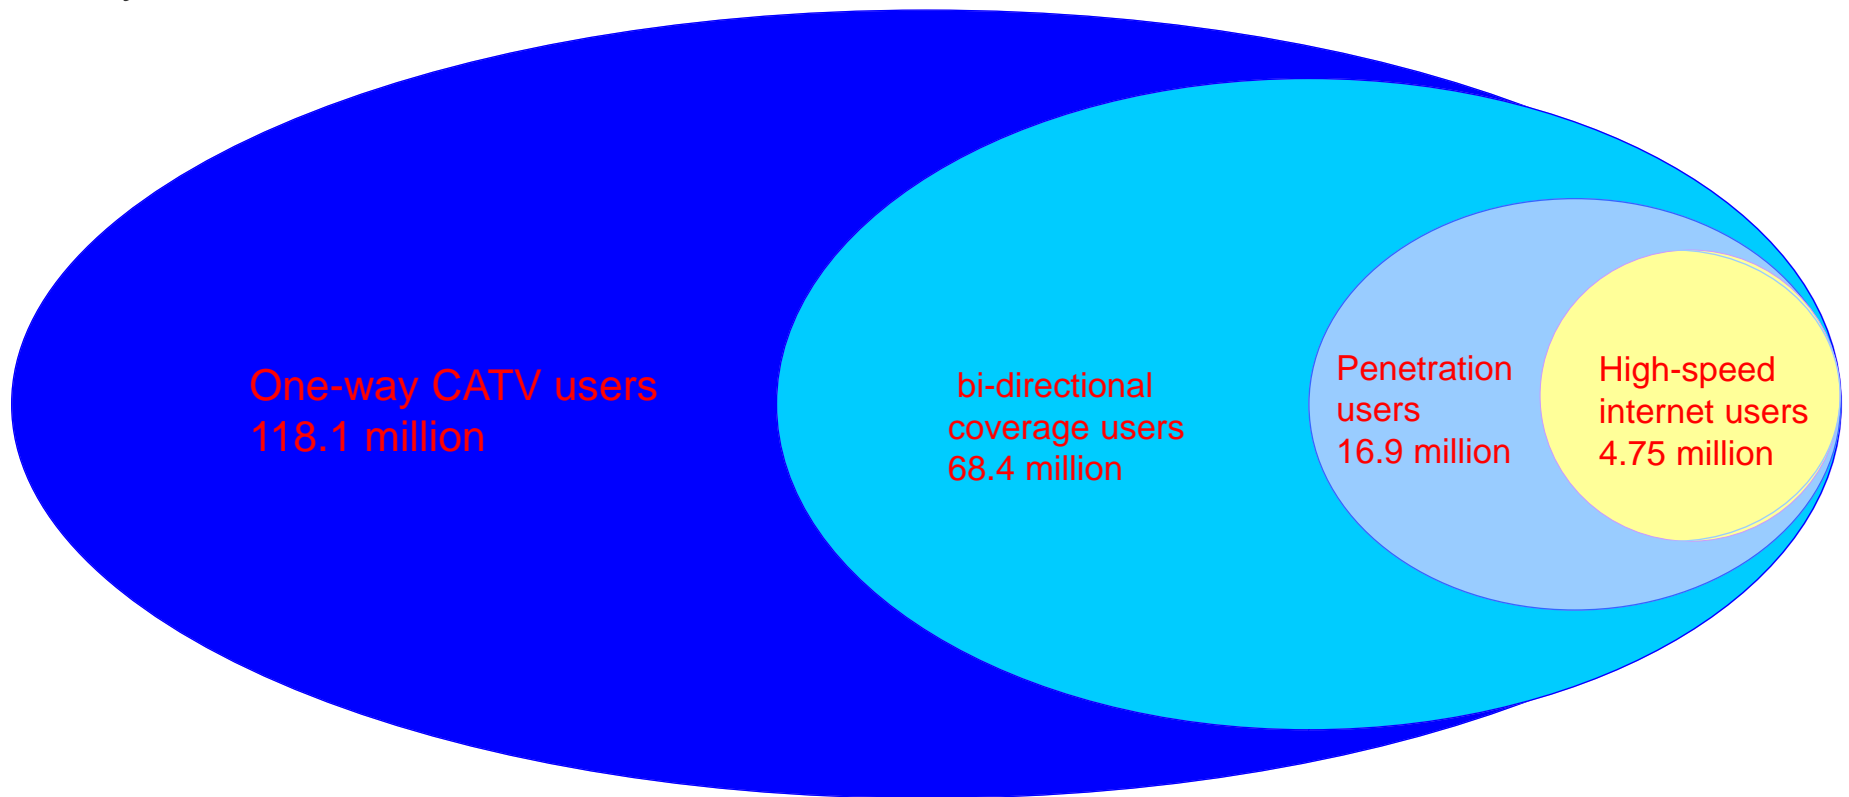 One-way CATV users
118.1 million
bi-directional
coverage users
68.4 million
Penetration
users
16.9 million
High-speed
internet users
4.75 million